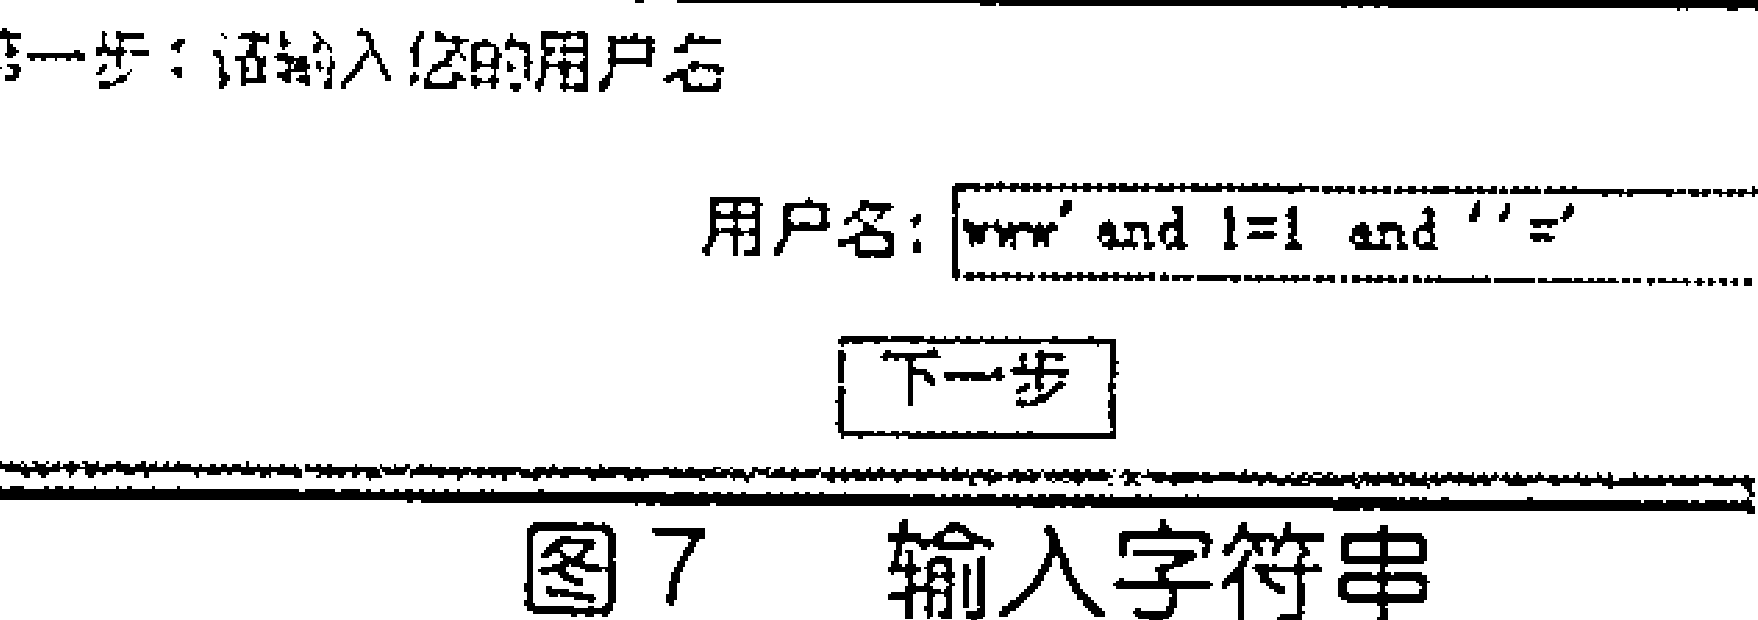 第一步：请输入您的用户名
用户名：www' and 1=1 and ''='
下一步
图7 输入字符串